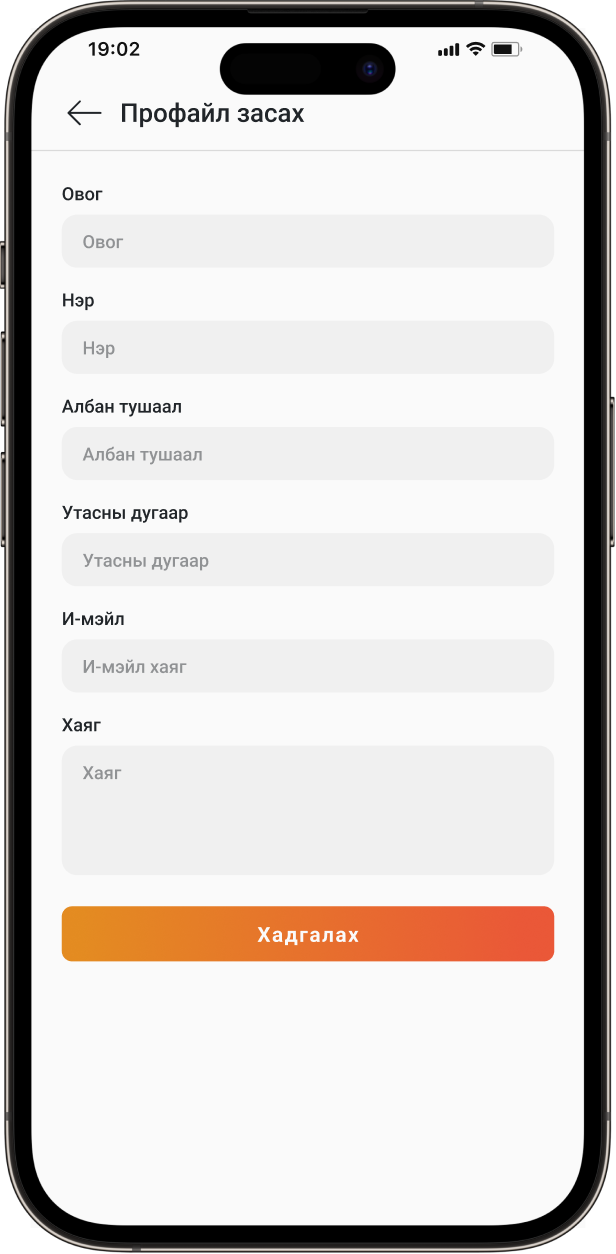 19:02
Профайл засах
Овог
Овог
Нэр
Нэр
Албан тушаал
Албан тушаал
Утасны дугаар
Утасны дугаар
И-мэйл
И-мэйл хаяг
Хаяг
Хаяг
Хадгалах